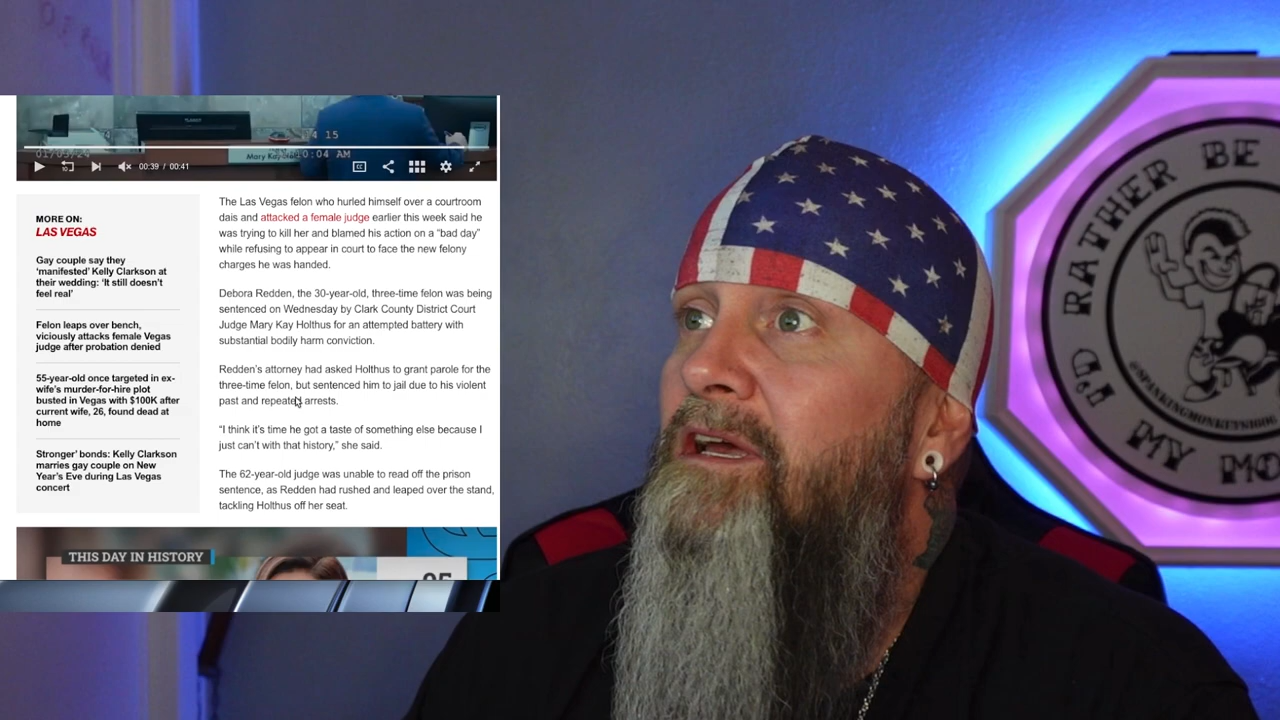 15
10:04 AM
Mary Kay
00:39 / 00:41
CC
MORE ON:
LAS VEGAS
Gay couple say they
‘manifested’ Kelly Clarkson at
their wedding: ‘It still doesn’t
feel real’
Felon leaps over bench,
viciously attacks female Vegas
judge after probation denied
55-year-old once targeted in ex-
wife’s murder-for-hire plot
busted in Vegas with $100K after
current wife, 26, found dead at
home
Stronger’ bonds: Kelly Clarkson
marries gay couple on New
Year’s Eve during Las Vegas
concert
The Las Vegas felon who hurled himself over a courtroom
dais and attacked a female judge earlier this week said he
was trying to kill her and blamed his action on a “bad day”
while refusing to appear in court to face the new felony
charges he was handed.
Debora Redden, the 30-year-old, three-time felon was being
sentenced on Wednesday by Clark County District Court
Judge Mary Kay Holthus for an attempted battery with
substantial bodily harm conviction.
Redden’s attorney had asked Holthus to grant parole for the
three-time felon, but sentenced him to jail due to his violent
past and repeated arrests.
“I think it’s time he got a taste of something else because I
just can’t with that history,” she said.
The 62-year-old judge was unable to read off the prison
sentence, as Redden had rushed and leaped over the stand,
tackling Holthus off her seat.
THIS DAY IN HISTORY
I'D RATHER BE
MY MO